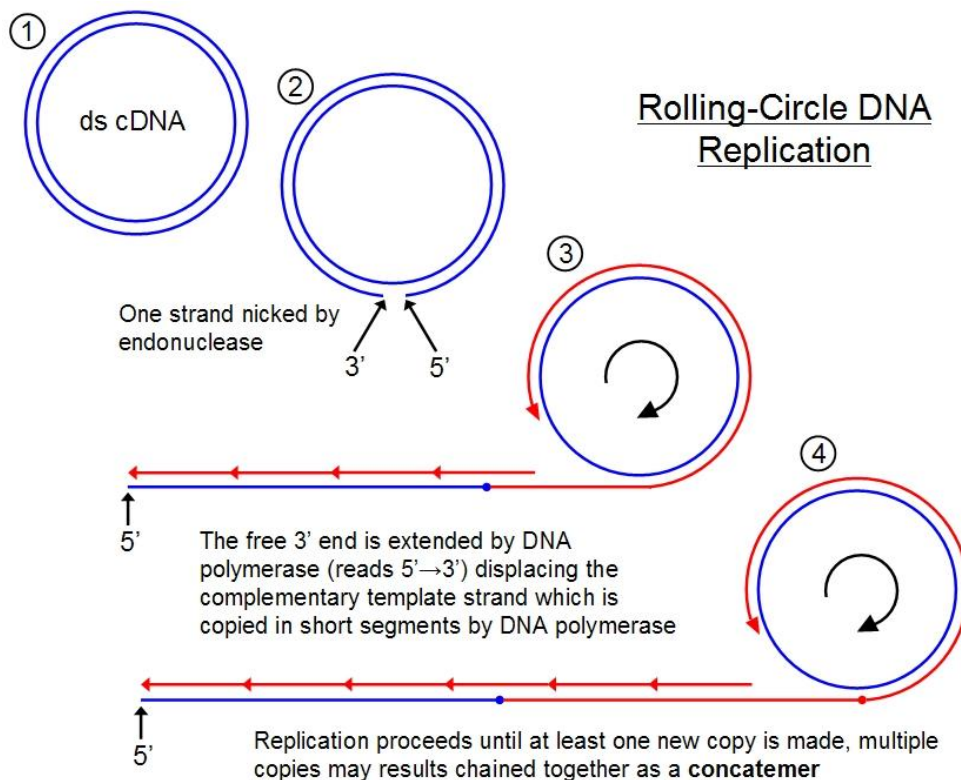 ①
ds cDNA
②
Rolling-Circle DNA
Replication
One strand nicked by
endonuclease
3’
5’
③
④
5’
The free 3’ end is extended by DNA
polymerase (reads 5’→3’) displacing the
complementary template strand which is
copied in short segments by DNA polymerase
5’
Replication proceeds until at least one new copy is made, multiple
copies may results chained together as a concatemer